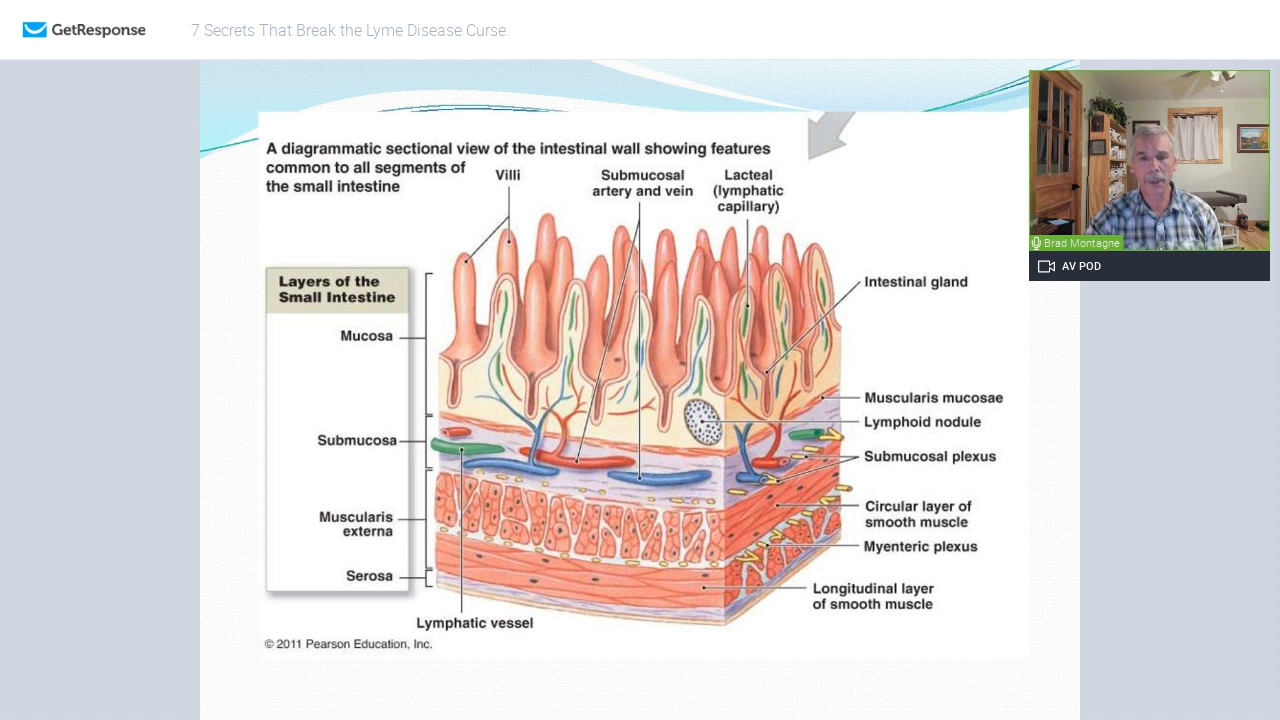 GetResponse
7 Secrets That Break the Lyme Disease Curse.
A diagrammatic sectional view of the intestinal wall showing features
common to all segments of
the small intestine
Villi
Submucosal
artery and vein
Lacteal
(lymphatic
capillary)
Layers of the
Small Intestine
Mucosa
Submucosa
Muscularis
externa
Serosa
Intestinal gland
Muscularis mucosae
Lymphoid nodule
Submucosal plexus
Circular layer of
smooth muscle
Myenteric plexus
Longitudinal layer
of smooth muscle
Lymphatic vessel
© 2011 Pearson Education, Inc.
Brad Montagne
AV POD